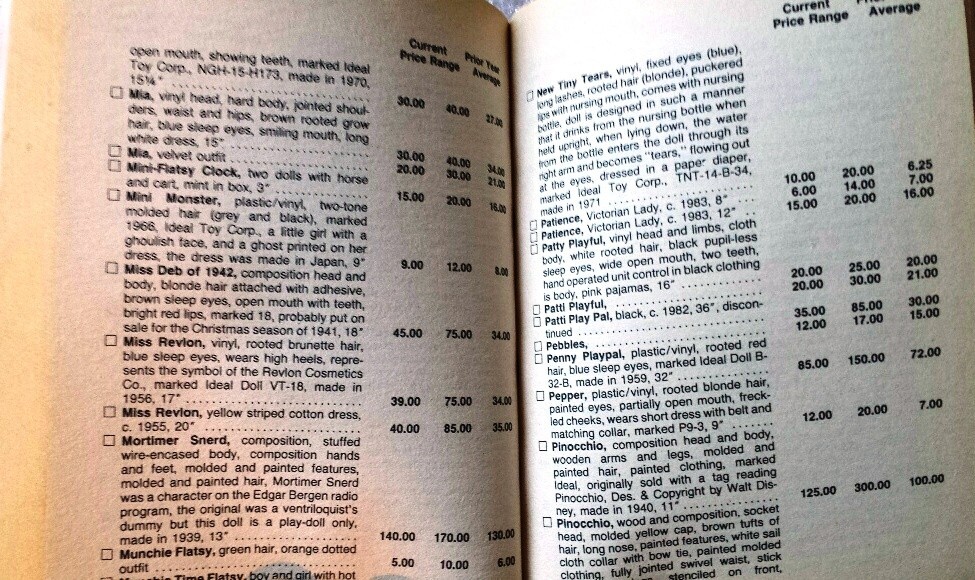 Current Prior Year
Price Range Average
open mouth, showing teeth, marked Ideal
Toy Corp., NGH-15-H173, made in 1970,
15¼" 30.00 40.00 27.00
☐ Mia, vinyl head, hard body, jointed shoul-
ders, waist and hips, brown rooted grow
hair, blue sleep eyes, smiling mouth, long
white dress, 15" 30.00 40.00 34.00
☐ Mia, velvet outfit 20.00 30.00 21.00
☐ Mini-Flatsy Clock, two dolls with horse
and cart, mint in box, 3" 15.00 20.00 16.00
☐ Mini Monster, plastic/vinyl, two-tone
molded hair (grey and black), marked
1966, Ideal Toy Corp., a little girl with a
ghoulish face, and a ghost printed on her
dress, the dress was made in Japan, 9" 9.00 12.00 8.00
☐ Miss Deb of 1942, composition head and
body, blonde hair attached with adhesive,
brown sleep eyes, open mouth with teeth,
bright red lips, marked 18, probably put on
sale for the Christmas season of 1941, 18" 45.00 75.00 34.00
☐ Miss Revlon, vinyl, rooted brunette hair,
blue sleep eyes, wears high heels, repre-
sents the symbol of the Revlon Cosmetics
Co., marked Ideal Doll VT-18, made in
1956, 17" 39.00 75.00 34.00
☐ Miss Revlon, yellow striped cotton dress,
c. 1955, 20" 40.00 85.00 35.00
☐ Mortimer Snerd, composition, stuffed
wire-encased body, composition hands
and feet, molded and painted features,
molded and painted hair, Mortimer Snerd
was a character on the Edgar Bergen radio
program, the original was a ventriloquist's
dummy but this doll is a play-doll only,
made in 1939, 13" 140.00 170.00 130.00
☐ Munchie Flatsy, green hair, orange dotted
outfit 5.00 10.00 6.00
Munchie Time Flatsy, boy and girl with hot
Current
Price Range Average
☐ New Tiny Tears, vinyl, fixed eyes (blue),
long lashes, rooted hair (blonde), puckered
lips with nursing mouth, comes with nursing
bottle, doll is designed in such a manner
that it drinks from the nursing bottle when
held upright, when lying down, the water
from the bottle enters the doll through its
right arm and becomes "tears," flowing out
at the eyes, dressed in a paper diaper,
marked Ideal Toy Corp., TNT-14-B-34,
made in 1971 10.00 20.00 6.25
☐ Patience, Victorian Lady, c. 1983, 8" 6.00 14.00 7.00
☐ Patience, Victorian Lady, c. 1983, 12" 15.00 20.00 16.00
☐ Patty Playful, vinyl head and limbs, cloth
body, white rooted hair, black pupil-less
sleep eyes, wide open mouth, two teeth,
hand operated unit control in black clothing
is body, pink pajamas, 16" 20.00 25.00 20.00
☐ Patti Playful, 20.00 30.00 21.00
☐ Patti Play Pal, black, c. 1982, 36", discon-
tinued 35.00 85.00 30.00
☐ Pebbles, 12.00 17.00 15.00
☐ Penny Playpal, plastic/vinyl, rooted red
hair, blue sleep eyes, marked Ideal Doll B-
32-B, made in 1959, 32" 85.00 150.00 72.00
☐ Pepper, plastic/vinyl, rooted blonde hair,
painted eyes, partially open mouth, freck-
led cheeks, wears short dress with belt and
matching collar, marked P9-3, 9" 12.00 20.00 7.00
☐ Pinocchio, composition head and body,
wooden arms and legs, molded and
painted hair, painted clothing, marked
Ideal, originally sold with a tag reading
Pinocchio, Des. & Copyright by Walt Dis-
ney, made in 1940, 11" 125.00 300.00 100.00
☐ Pinocchio, wood and composition, socket
head, molded yellow cap, brown tufts of
hair, long nose, painted features, white sail
cloth collar with bow tie, painted molded
clothing, fully jointed swivel waist, stick
stenciled on front,